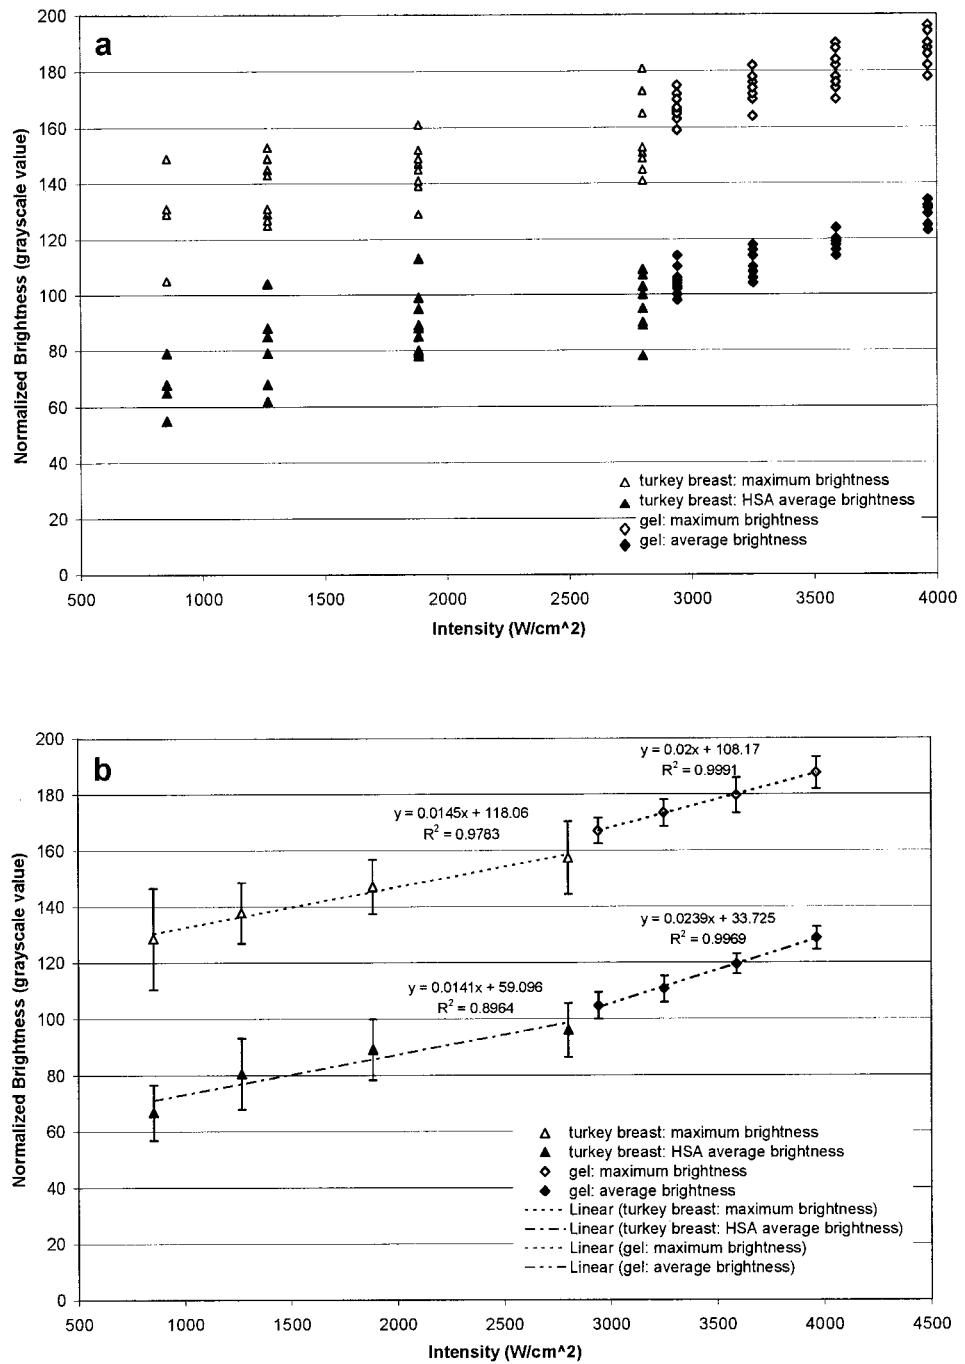 a
Normalized Brightness (grayscale value)
200
180
160
140
120
100
80
60
40
20
0
turkey breast: maximum brightness
turkey breast: HSA average brightness
gel: maximum brightness
gel: average brightness
500 1000 1500 2000 2500 3000 3500 4000
Intensity (W/cm^2)
b
Normalized Brightness (grayscale value)
200
180
160
140
120
100
80
60
40
20
0
y = 0.02x + 108.17
R² = 0.9991
y = 0.0145x + 118.06
R² = 0.9783
y = 0.0239x + 33.725
R² = 0.9969
y = 0.0141x + 59.096
R² = 0.8964
turkey breast: maximum brightness
turkey breast: HSA average brightness
gel: maximum brightness
gel: average brightness
Linear (turkey breast: maximum brightness)
Linear (turkey breast: HSA average brightness)
Linear (gel: maximum brightness)
Linear (gel: average brightness)
500 1000 1500 2000 2500 3000 3500 4000 4500
Intensity (W/cm^2)